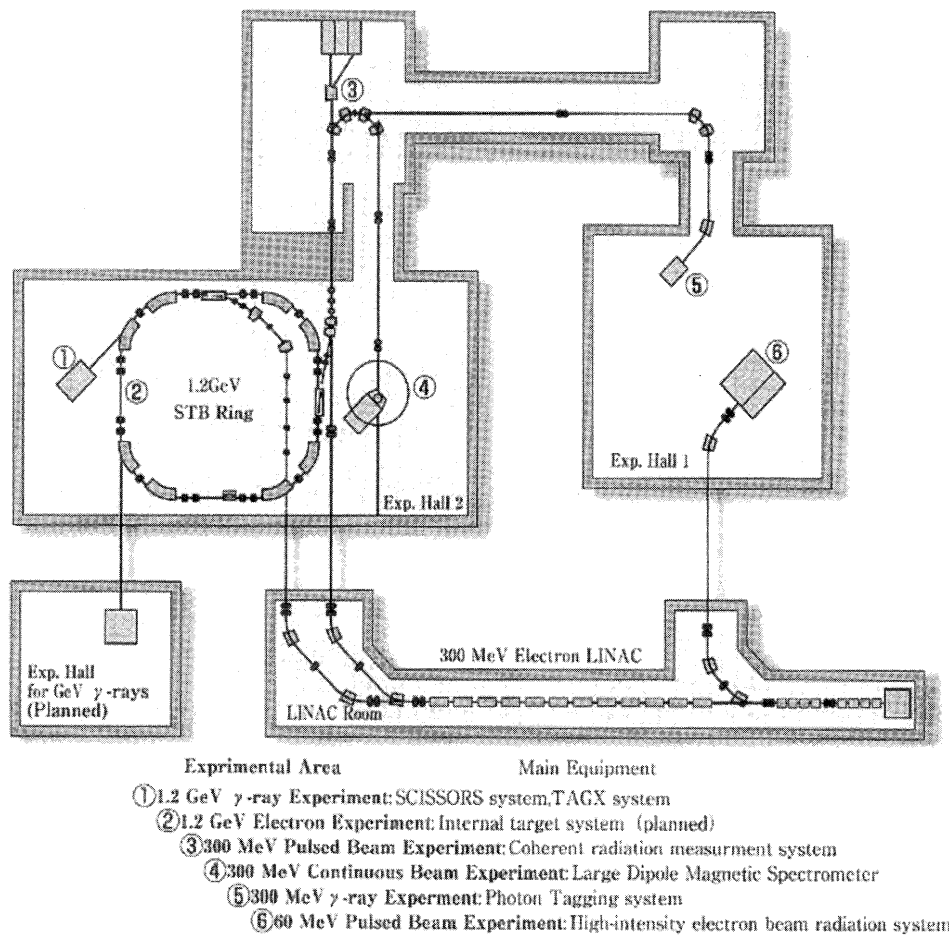 ③
⑤
⑥
①
②
1.2GeV
STB Ring
④
Exp. Hall 1
Exp. Hall 2
300 MeV Electron LINAC
Exp. Hall
for GeV γ-rays
(Planned)
LINAC Room
Exprimental Area Main Equipment
①1.2 GeV γ-ray Experiment: SCISSORS system,TAGX system
②1.2 GeV Electron Experiment: Internal target system (planned)
③300 MeV Pulsed Beam Experiment: Coherent radiation measurment system
④300 MeV Continuous Beam Experiment: Large Dipole Magnetic Spectrometer
⑤300 MeV γ-ray Experment: Photon Tagging system
⑥60 MeV Pulsed Beam Experiment: High-intensity electron beam radiation system